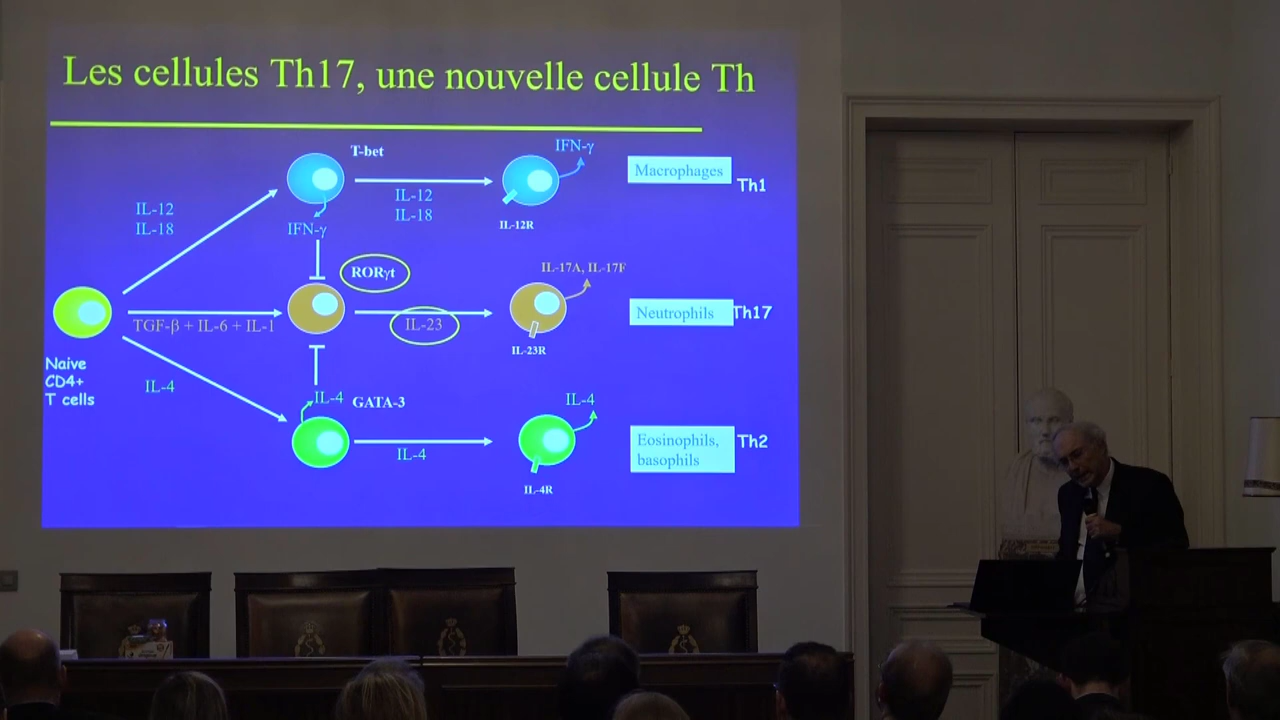 Les cellules Th17, une nouvelle cellule Th
T-bet
IFN-γ
Macrophages
Th1
IL-12
IL-18
IL-12
IL-18
IFN-γ
IL-12R
RORγt
IL-17A, IL-17F
TGF-β + IL-6 + IL-1
IL-23
Neutrophils
Th17
IL-23R
Naive
CD4+
T cells
IL-4
IL-4
GATA-3
IL-4
IL-4
Eosinophils,
basophils
Th2
IL-4R